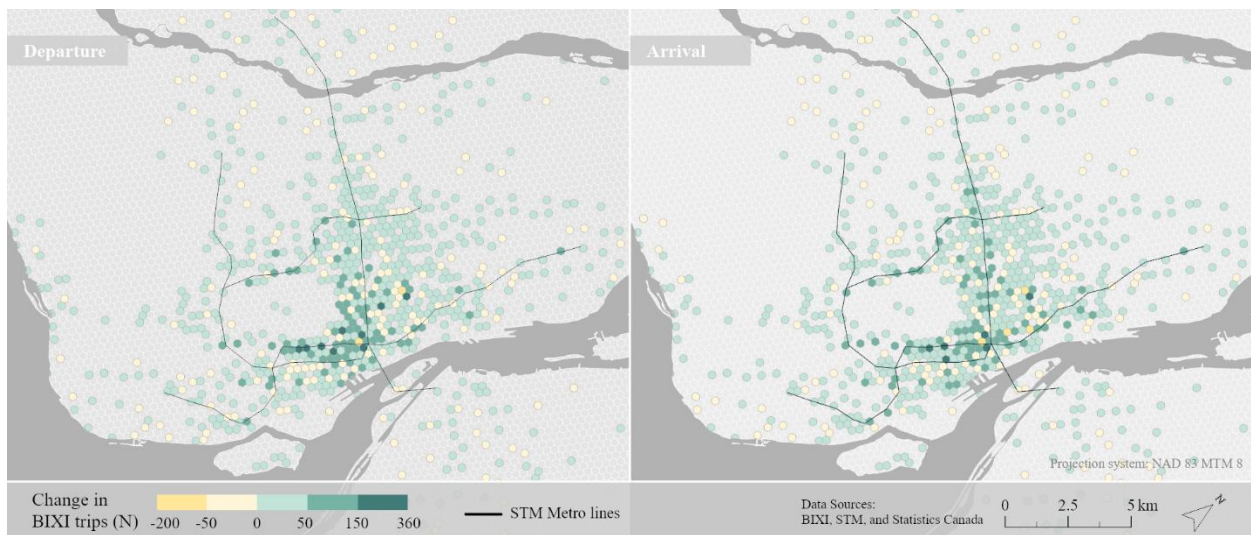 Departure
Arrival
Projection system: NAD 83 MTM 8
Change in
BIXI trips (N)
-200 -50 0 50 150 360
STM Metro lines
Data Sources:
BIXI, STM, and Statistics Canada
0 2.5 5 km
N